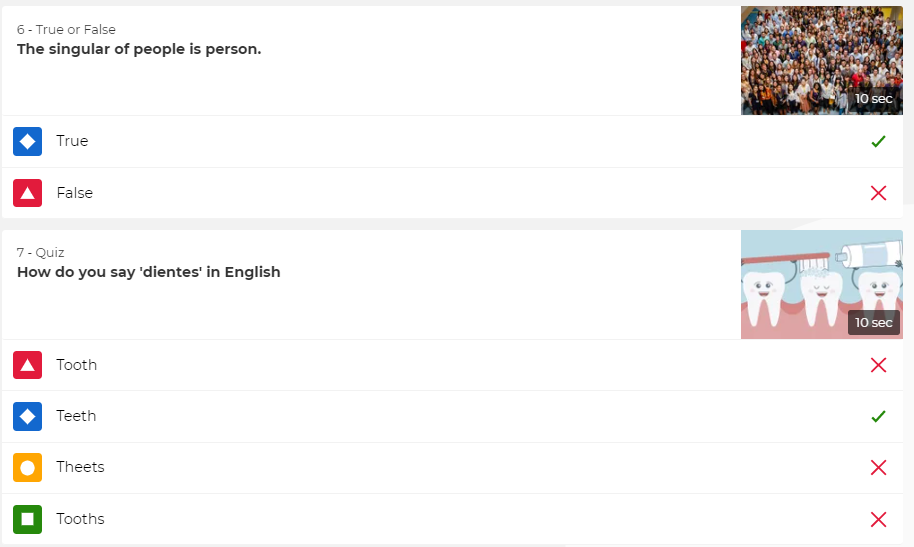 6 - True or False
The singular of people is person.
10 sec
True
False
7 - Quiz
How do you say 'dientes' in English
10 sec
Tooth
Teeth
Theets
Tooths